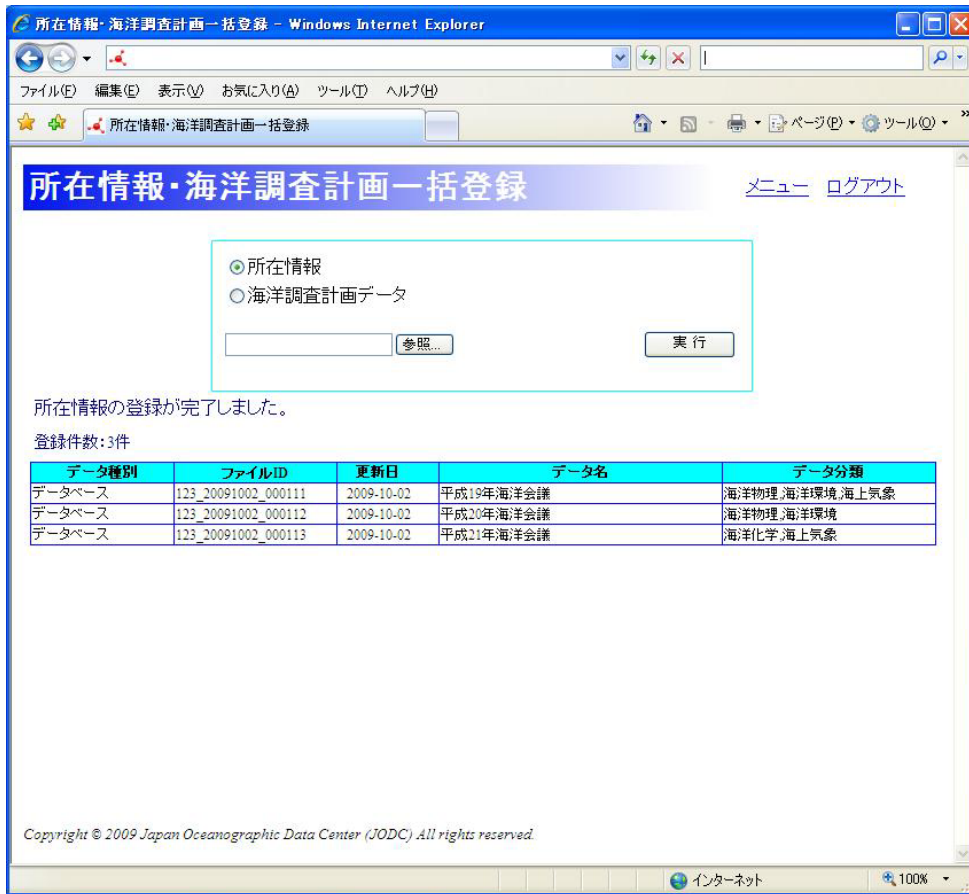 所在情報・海洋調査計画一括登録 - Windows Internet Explorer
ファイル(F) 編集(E) 表示(V) お気に入り(A) ツール(T) ヘルプ(H)
所在情報・海洋調査計画一括登録 ページ(P) ツール(O)
所在情報・海洋調査計画一括登録 メニュー ログアウト
所在情報
海洋調査計画データ
参照... 実行
所在情報の登録が完了しました。
登録件数:3件
データ種別 ファイルID 更新日 データ名 データ分類
データベース 123_20091002_000111 2009-10-02 平成19年海洋会議 海洋物理,海洋環境,海上気象
データベース 123_20091002_000112 2009-10-02 平成20年海洋会議 海洋物理,海洋環境
データベース 123_20091002_000113 2009-10-02 平成21年海洋会議 海洋化学,海上気象
Copyright © 2009 Japan Oceanographic Data Center (JODC) All rights reserved.
インターネット 100%